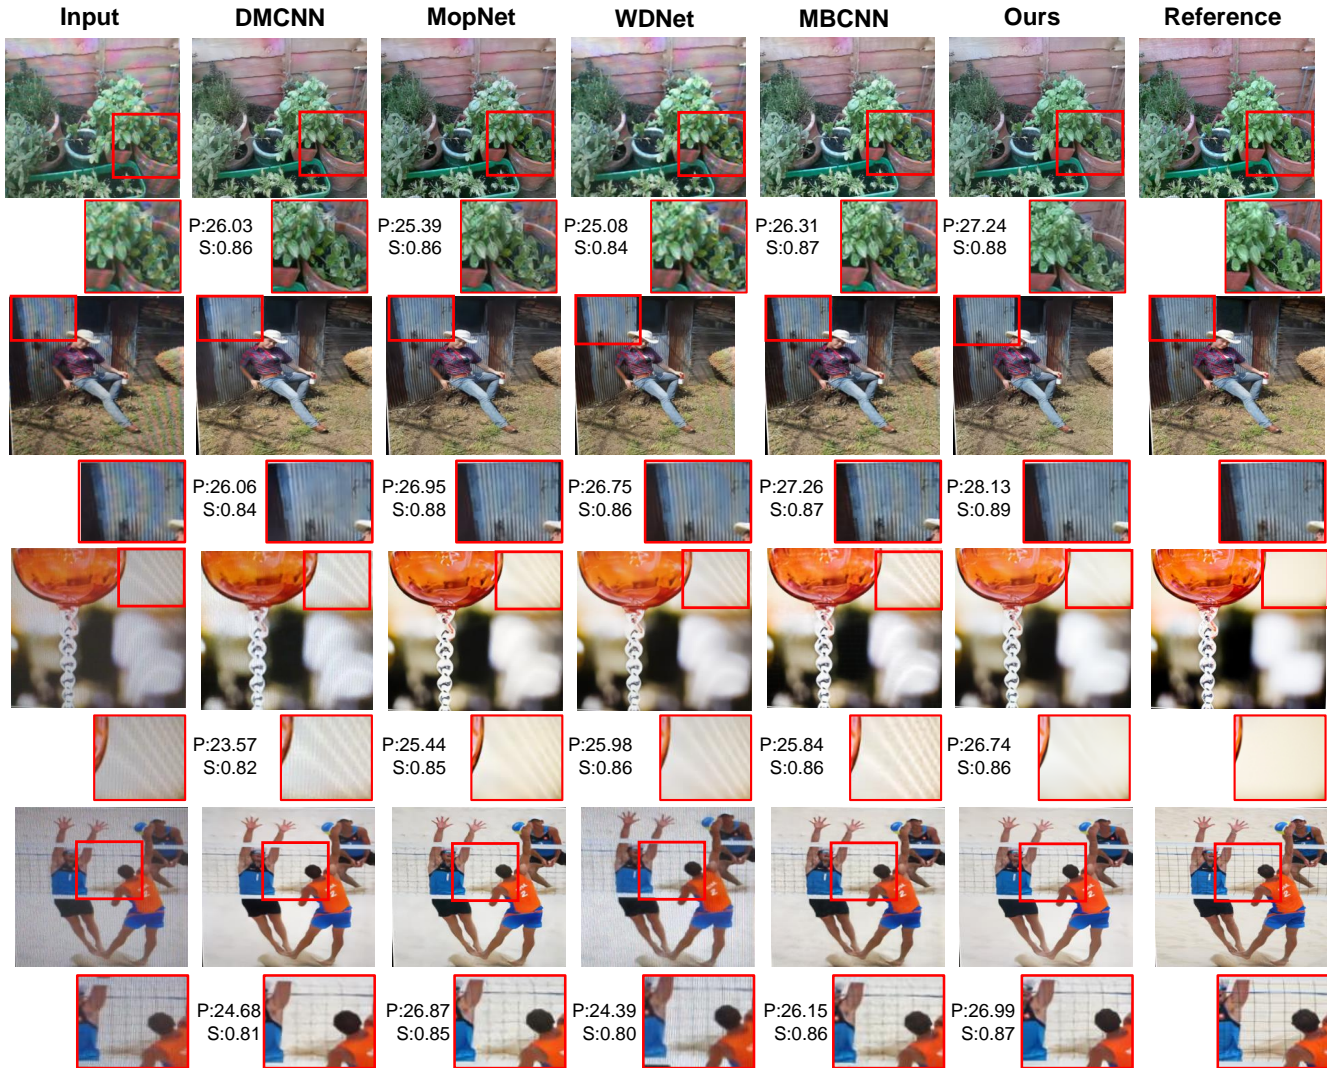 Input DMCNN MopNet WDNet MBCNN Ours Reference
P:26.03 P:25.39 P:25.08 P:26.31 P:27.24
S:0.86 S:0.86 S:0.84 S:0.87 S:0.88
P:26.06 P:26.95 P:26.75 P:27.26 P:28.13
S:0.84 S:0.88 S:0.86 S:0.87 S:0.89
P:23.57 P:25.44 P:25.98 P:25.84 P:26.74
S:0.82 S:0.85 S:0.86 S:0.86 S:0.86
P:24.68 P:26.87 P:24.39 P:26.15 P:26.99
S:0.81 S:0.85 S:0.80 S:0.86 S:0.87